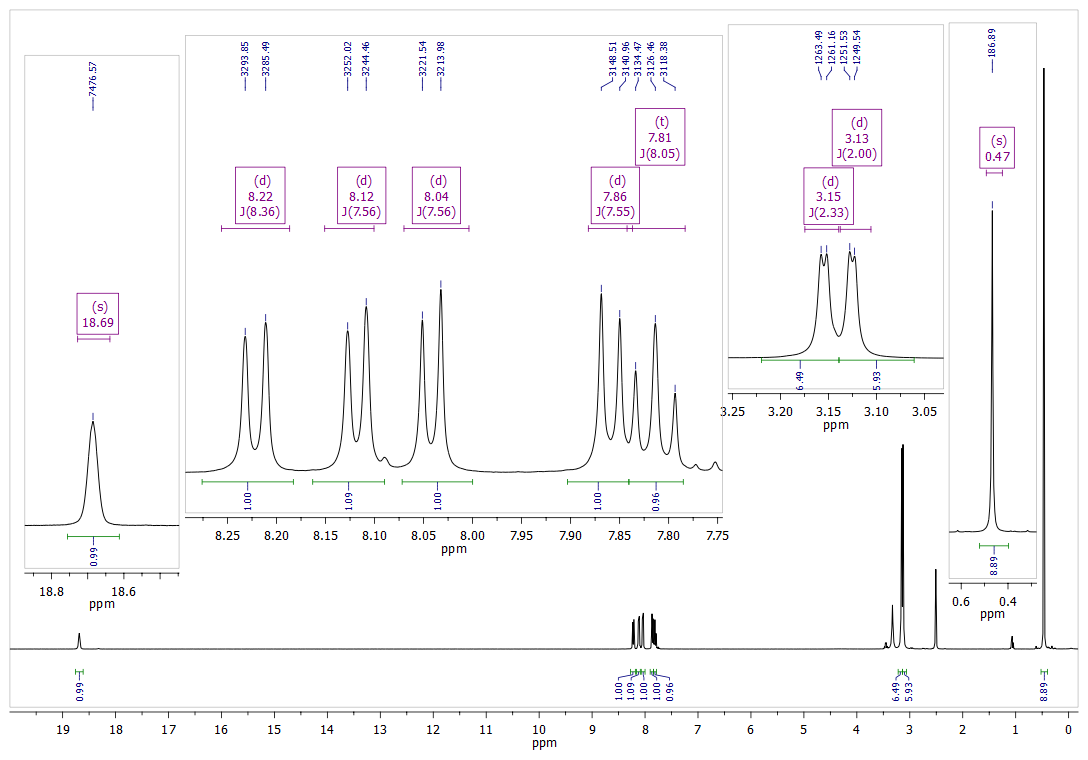 7476.57
3293.85
3285.49
3252.02
3244.46
3221.54
3213.98
3148.51
3140.96
3134.47
3126.46
3118.38
1263.49
1261.16
1251.53
1249.54
186.89
(s)
18.69
(d)
8.22
J(8.36)
(d)
8.12
J(7.56)
(d)
8.04
J(7.56)
(d)
7.86
J(7.55)
(t)
7.81
J(8.05)
(d)
3.15
J(2.33)
(d)
3.13
J(2.00)
(s)
0.47
0.99
18.8 18.6
ppm
1.00 1.09 1.00 1.00 0.96
8.25 8.20 8.15 8.10 8.05 8.00 7.95 7.90 7.85 7.80 7.75
ppm
6.49 5.93
3.25 3.20 3.15 3.10 3.05
ppm
8.89
0.6 0.4
ppm
0.99 1.00 1.09 1.00 1.00 0.96 6.49 5.93 8.89
19 18 17 16 15 14 13 12 11 10 9 8 7 6 5 4 3 2 1 0
ppm